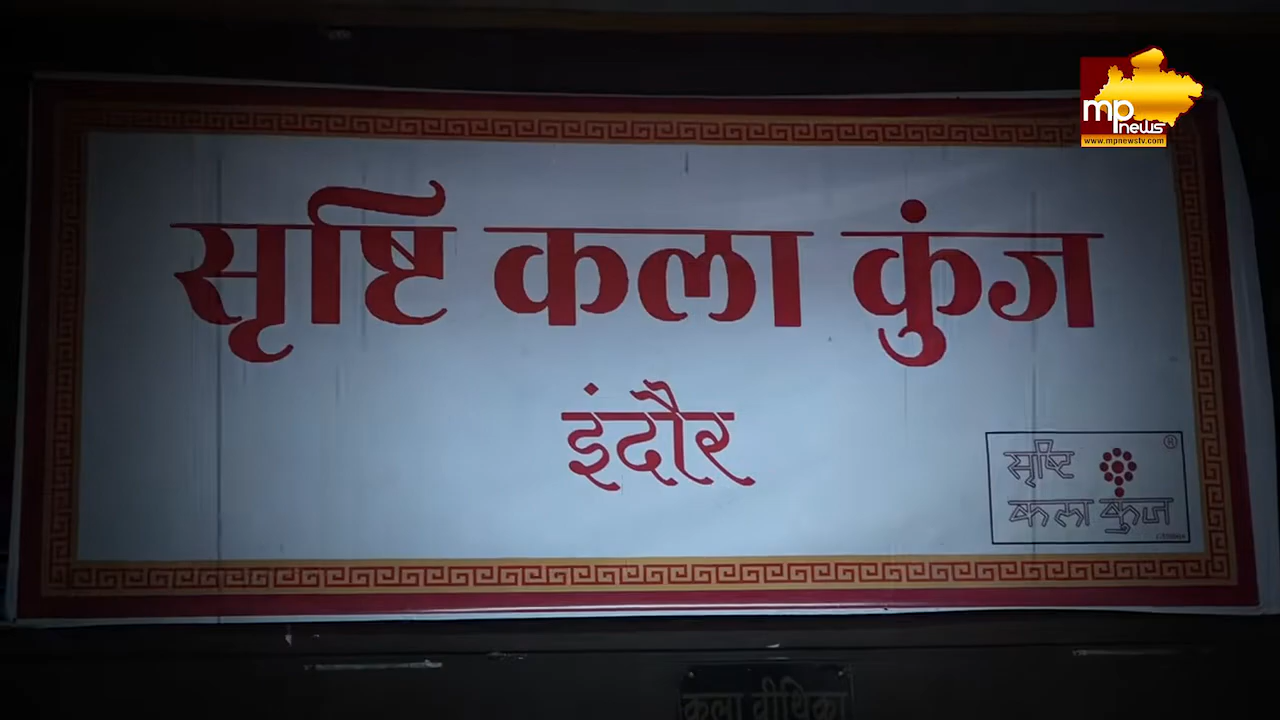 mp
news
www.mpnewstv.com
सृष्टि कला कुंज
इंदौर
®
सृष्टि
कला कुंज
कला वीथिका